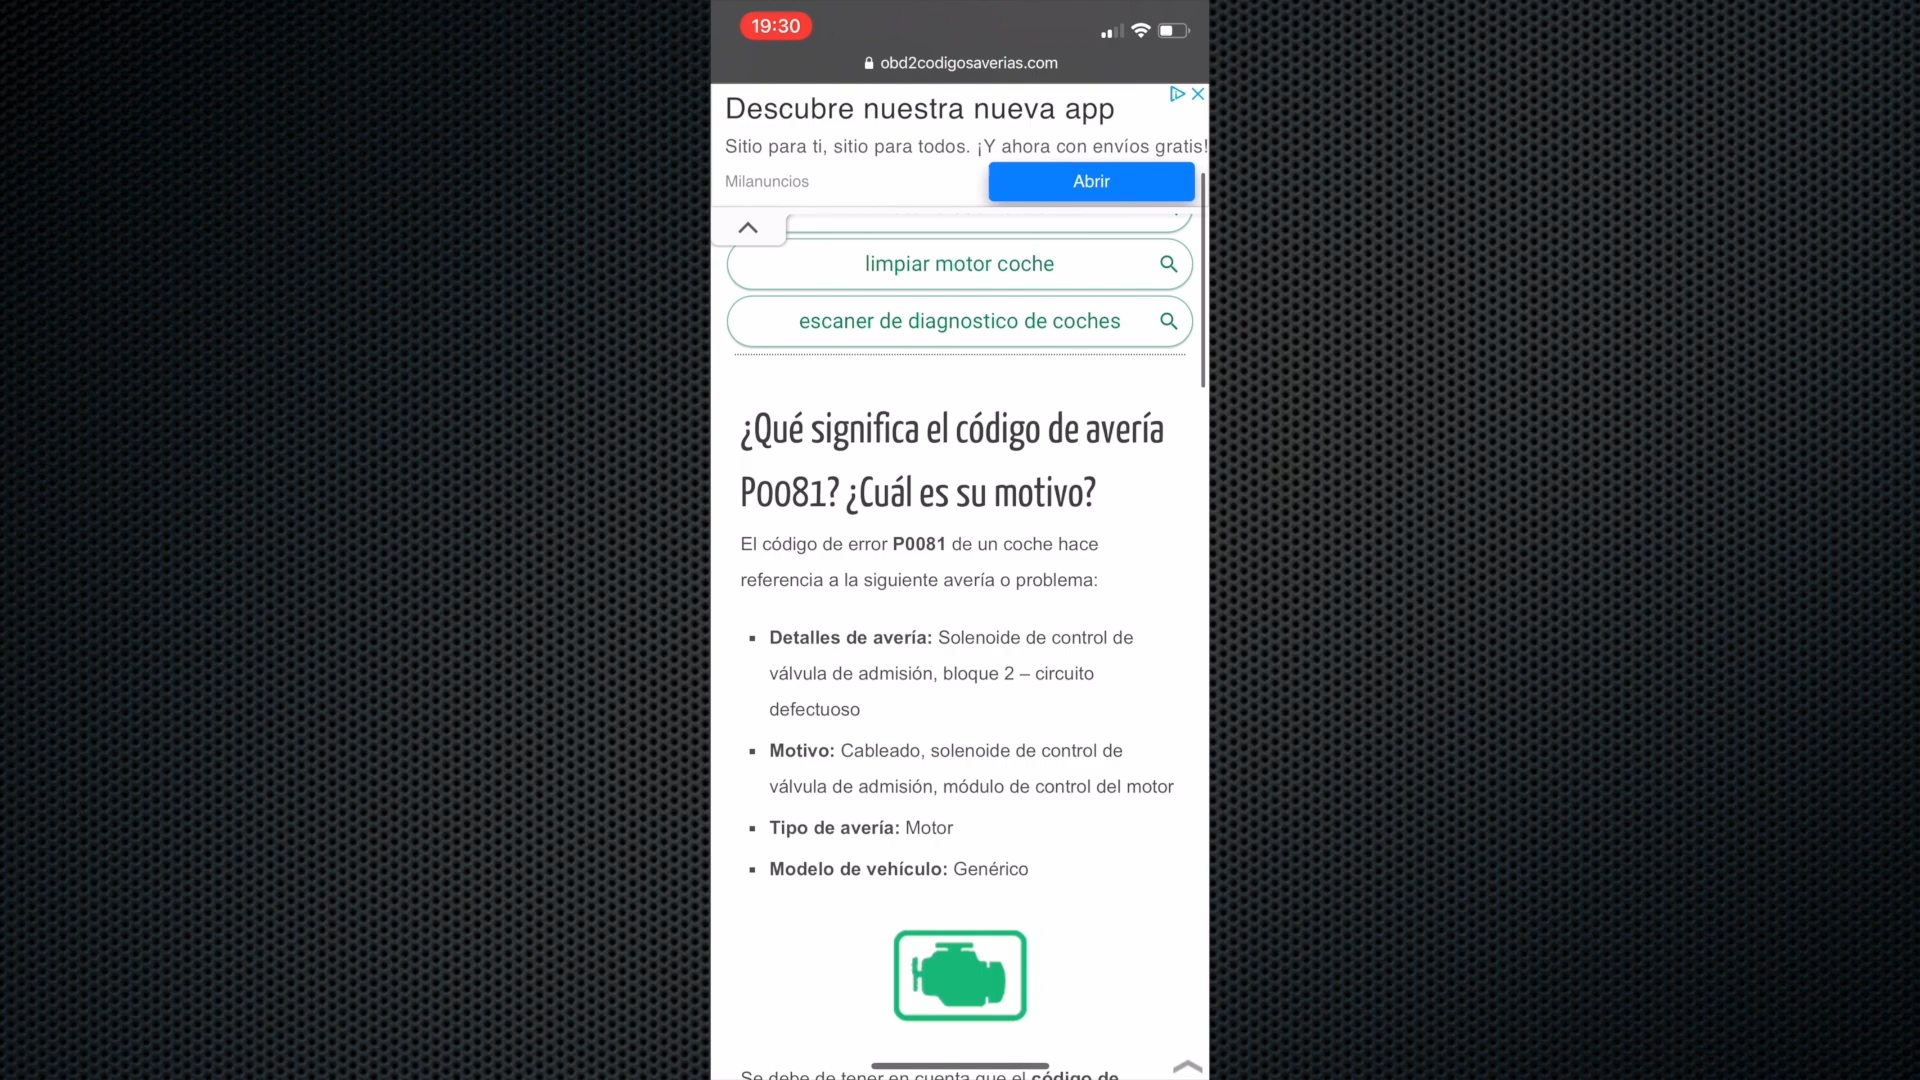 19:30
obd2codigosaverias.com
Descubre nuestra nueva app
Sitio para ti, sitio para todos. ¡Y ahora con envíos gratis!
Milanuncios
Abrir
limpiar motor coche
escaner de diagnostico de coches
¿Qué significa el código de avería
P0081? ¿Cuál es su motivo?
El código de error P0081 de un coche hace
referencia a la siguiente avería o problema:
Detalles de avería: Solenoide de control de
válvula de admisión, bloque 2 – circuito
defectuoso
Motivo: Cableado, solenoide de control de
válvula de admisión, módulo de control del motor
Tipo de avería: Motor
Modelo de vehículo: Genérico
Se debe de tener en cuenta que el código de